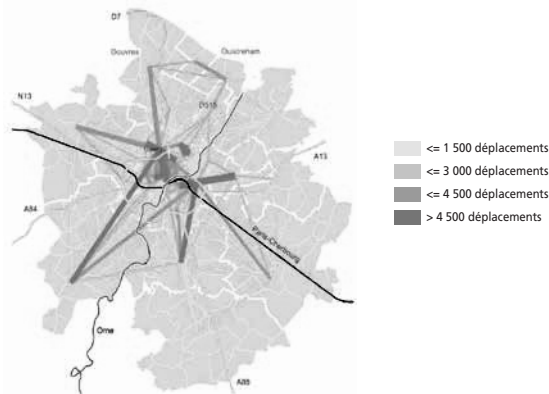 D7
Douvres
Ouistreham
N13
D515
A13
A84
Paris-Cherbourg
Orne
A88
<= 1 500 déplacements
<= 3 000 déplacements
<= 4 500 déplacements
> 4 500 déplacements